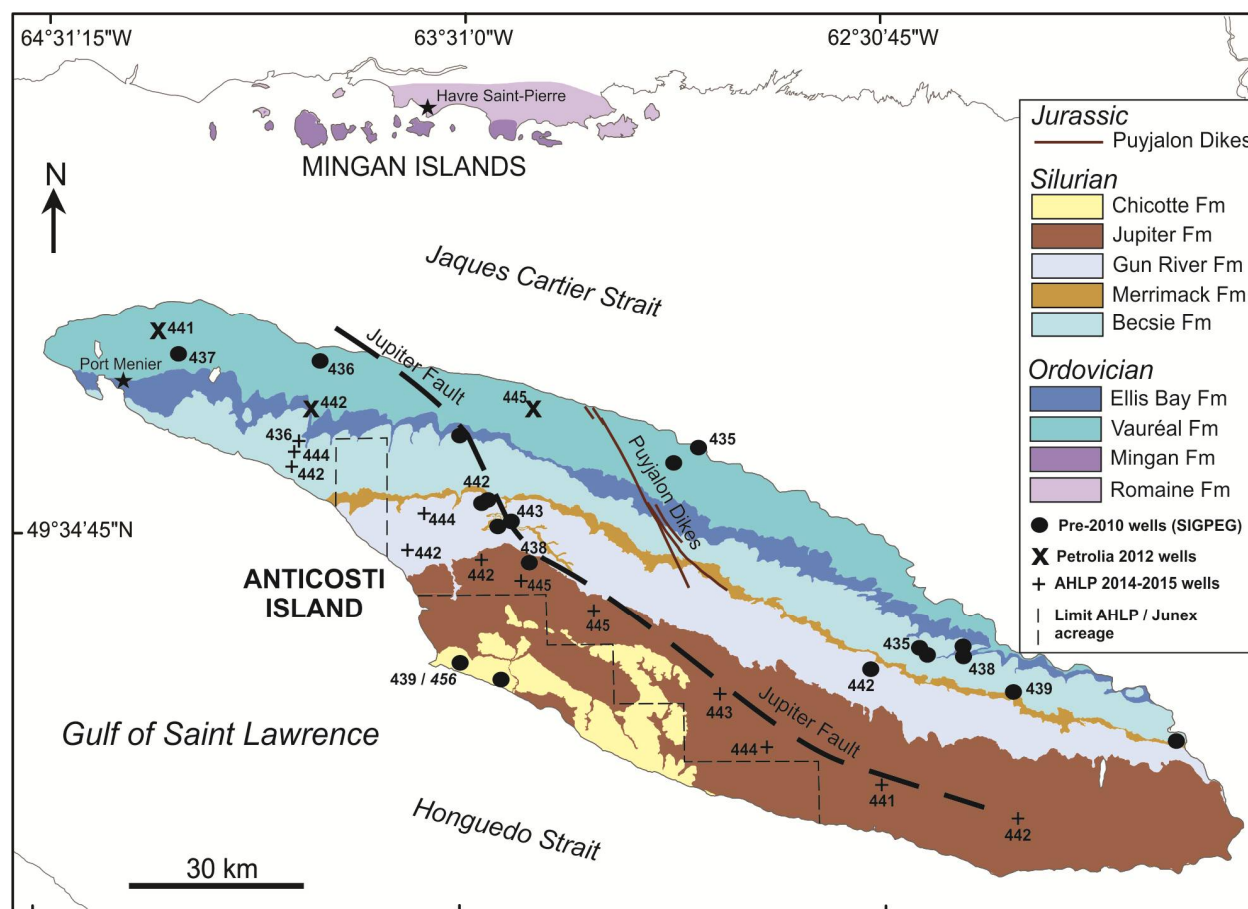 64°31'15"W
63°31'0"W
62°30'45"W
Havre Saint-Pierre
MINGAN ISLANDS
N
Jaques Cartier Strait
Jurassic
Puyjalon Dikes
Silurian
Chicotte Fm
Jupiter Fm
Gun River Fm
Merrimack Fm
Becsie Fm
Ordovician
Ellis Bay Fm
Vauréal Fm
Mingan Fm
Romaine Fm
Pre-2010 wells (SIGPEG)
Petrolia 2012 wells
AHLP 2014-2015 wells
Limit AHLP / Junex
acreage
441
437
Port Menier
436
Jupiter Fault
442
445
436
444
442
435
Puyjalon Dikes
442
443
444
438
442
442
445
445
49°34'45"N
ANTICOSTI
ISLAND
439 / 456
435
438
442
439
443
Jupiter Fault
444
441
442
Gulf of Saint Lawrence
Honguedo Strait
30 km